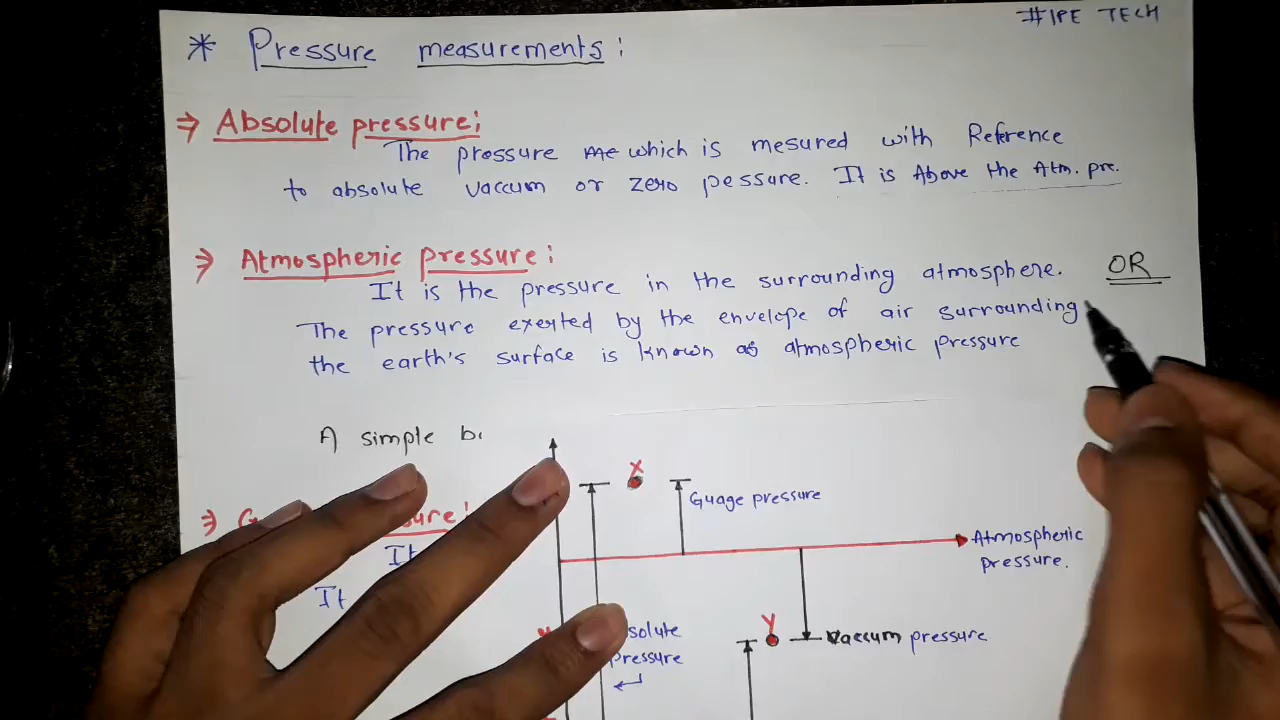 #IPE TECH
* Pressure measurements:
⇒ Absolute pressure:
The pressure which is mesured with Reference
to absolute vaccum or zero pessure. It is Above the Atm. pre.
⇒ Atmospheric pressure:
It is the pressure in the surrounding atmosphere. OR
The pressure exerted by the envelope of air surrounding
the earth's surface is known as atmospheric pressure
A simple
⇒
It
It
X
Guage pressure
Atmospheric
pressure.
Y
Vaccum pressure
pressure